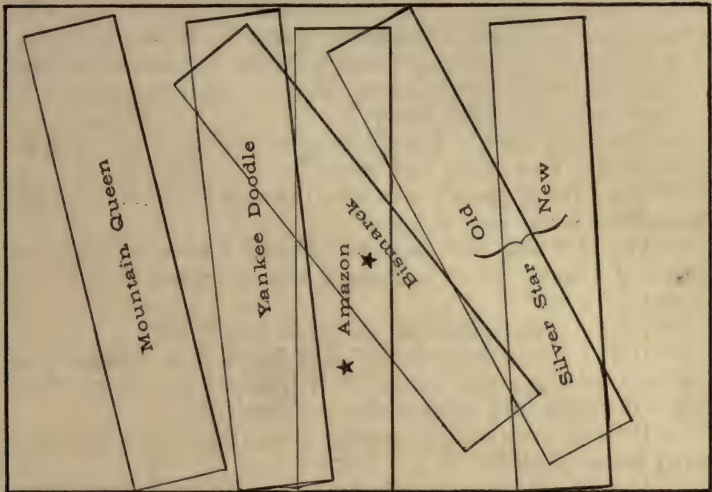 Mountain Queen
Yankee Doodle
Amazon
Bismarck
Old
New
Silver Star